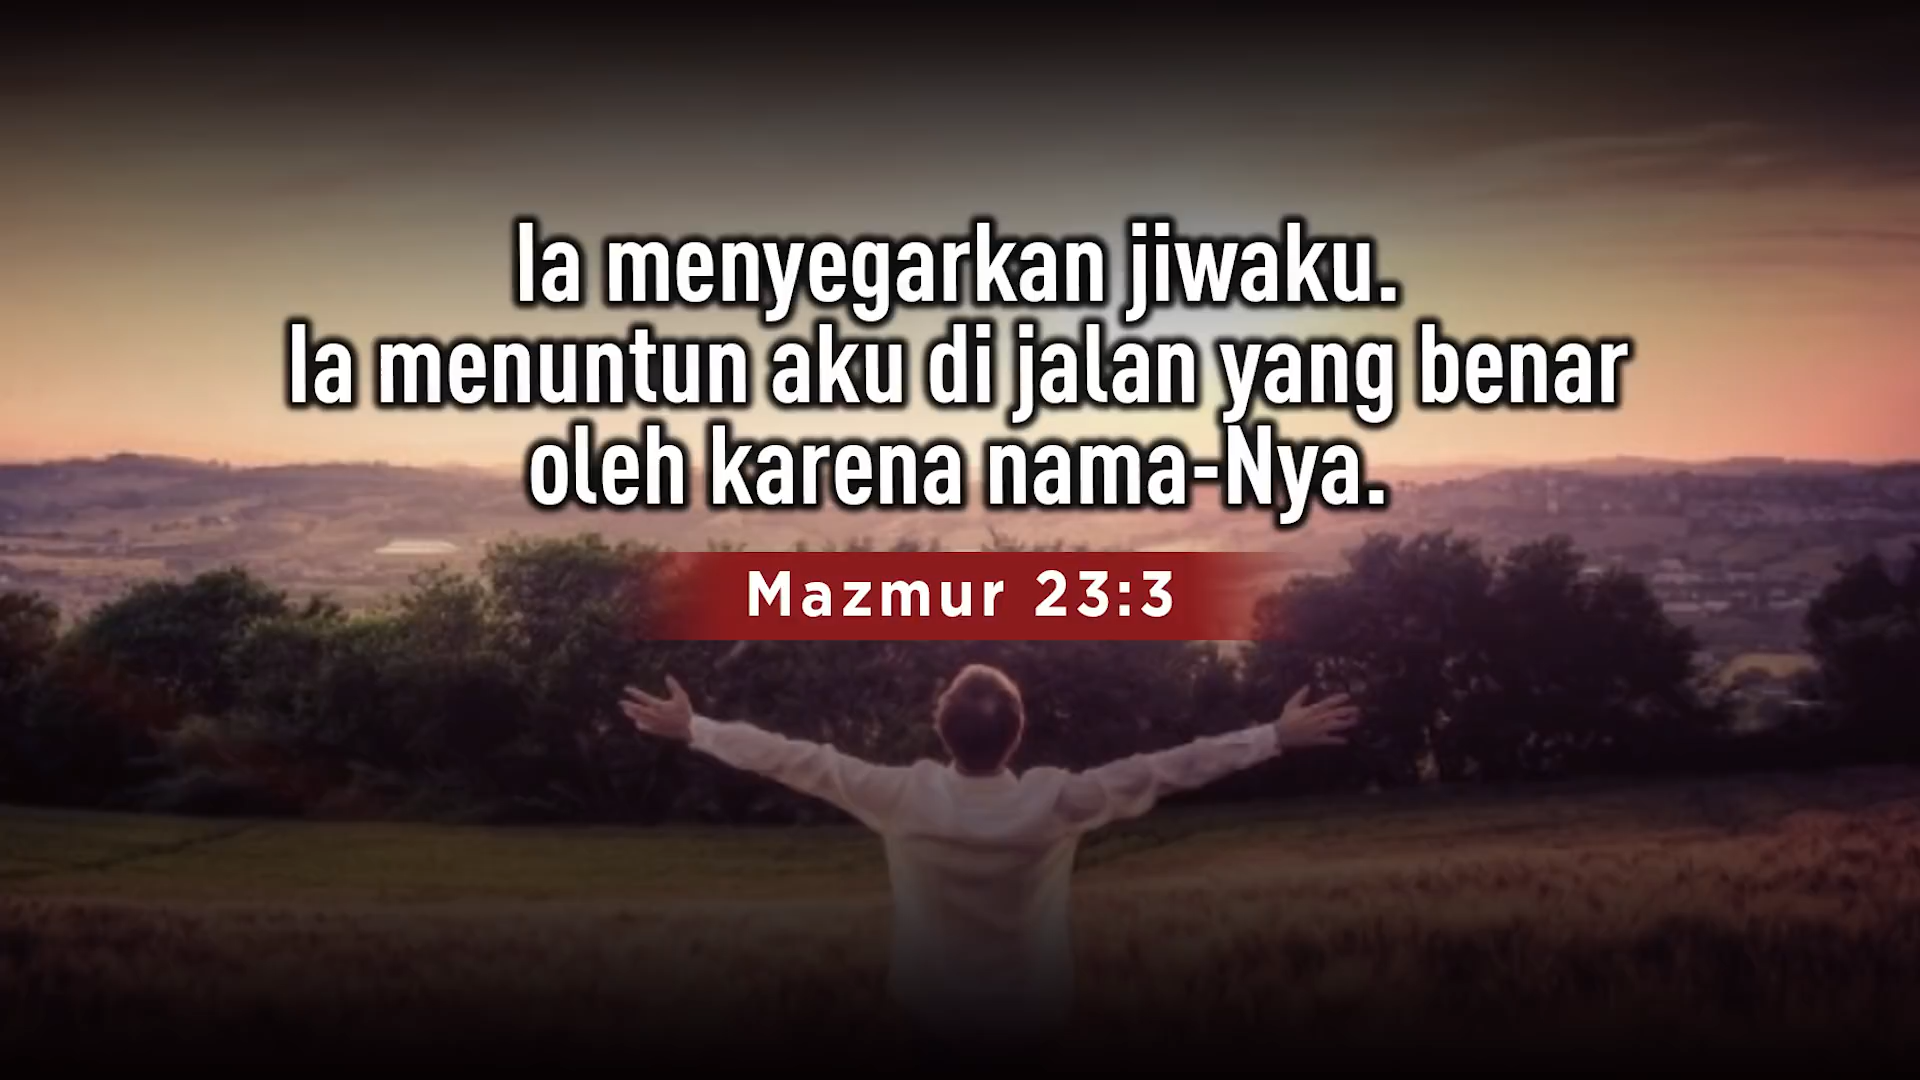 Ia menyegarkan jiwaku.
Ia menuntun aku di jalan yang benar
oleh karena nama-Nya.
Mazmur 23:3